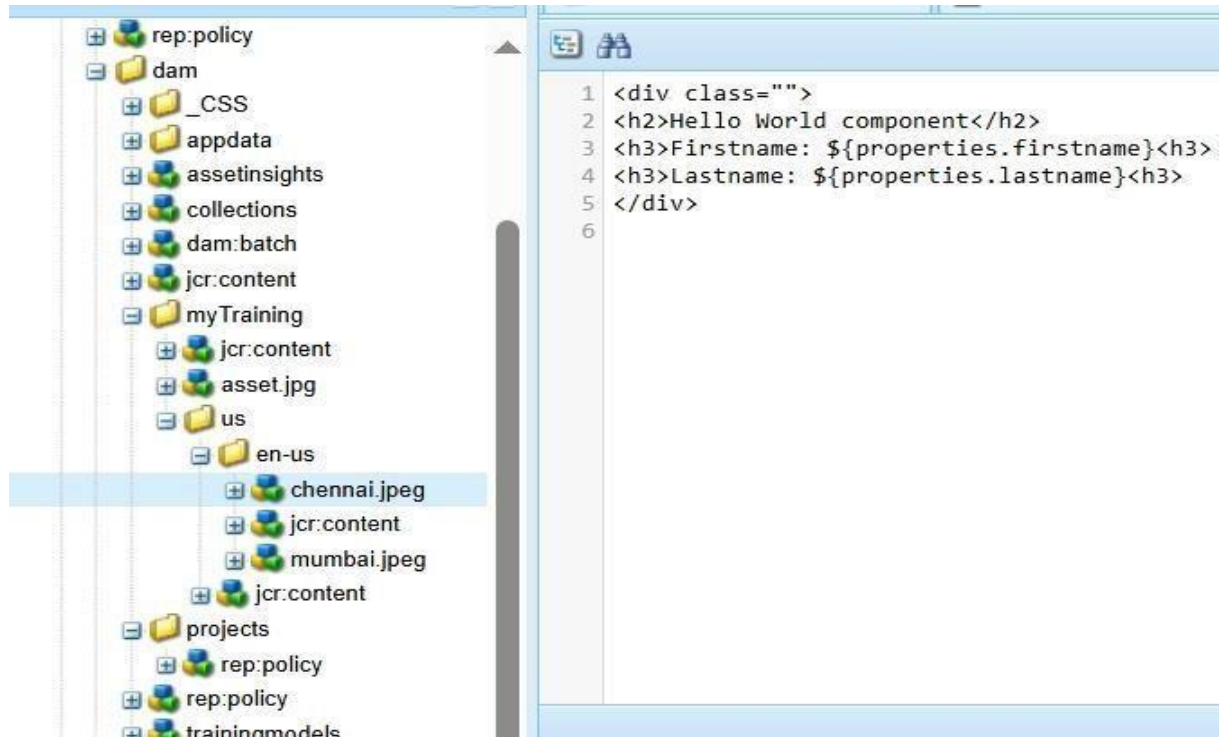 rep:policy
dam
_CSS
appdata
assetinsights
collections
dam:batch
jcr:content
myTraining
jcr:content
asset.jpg
us
en-us
chennai.jpeg
jcr:content
mumbai.jpeg
jcr:content
projects
rep:policy
rep:policy
trainingmodels
1 <div class="">
2 <h2>Hello World component</h2>
3 <h3>Firstname: ${properties.firstname}<h3>
4 <h3>Lastname: ${properties.lastname}<h3>
5 </div>
6